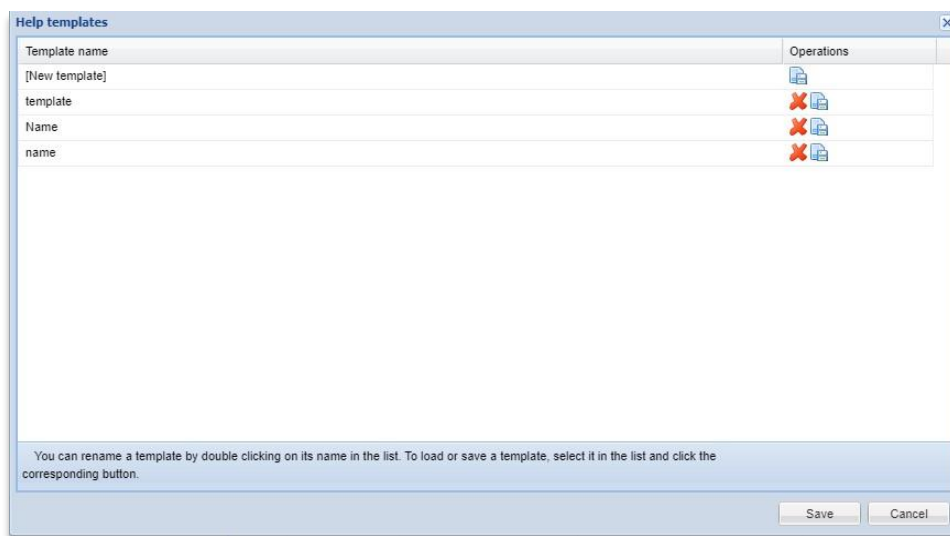 Help templates
Template name Operations
[New template]
template
Name
name
You can rename a template by double clicking on its name in the list. To load or save a template, select it in the list and click the
corresponding button.
Save Cancel